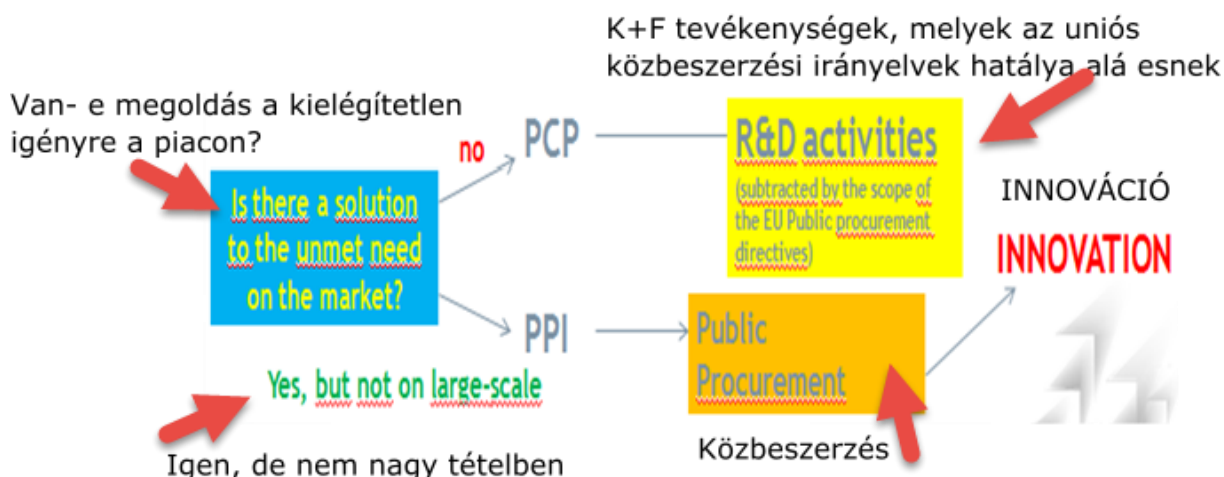 K+F tevékenységek, melyek az uniós
közbeszerzési irányelvek hatálya alá esnek
Van- e megoldás a kielégítetlen
igényre a piacon?
no
PCP
R&D activities
(subtracted by the scope of
the EU Public procurement
directives)
Is there a solution
to the unmet need
on the market?
INNOVÁCIÓ
INNOVATION
PPI
Public
Procurement
Yes, but not on large-scale
Közbeszerzés
Igen, de nem nagy tételben